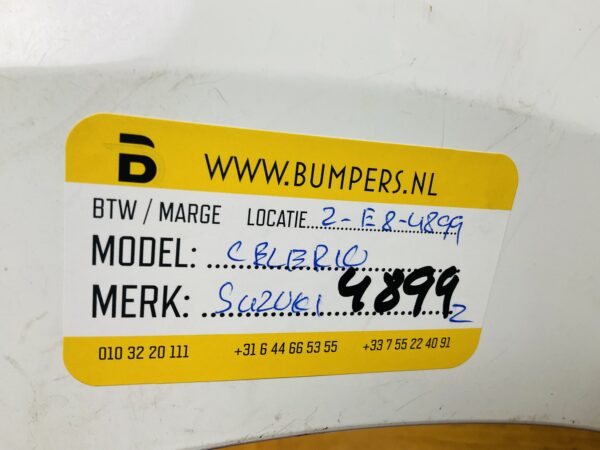 B WWW.BUMPERS.NL
BTW / MARGE LOCATIE 2-E8-4899
MODEL: CELERIO
MERK: SUZUKI 4899 2
010 32 20 111 +31 6 44 66 53 55 +33 7 55 22 40 91